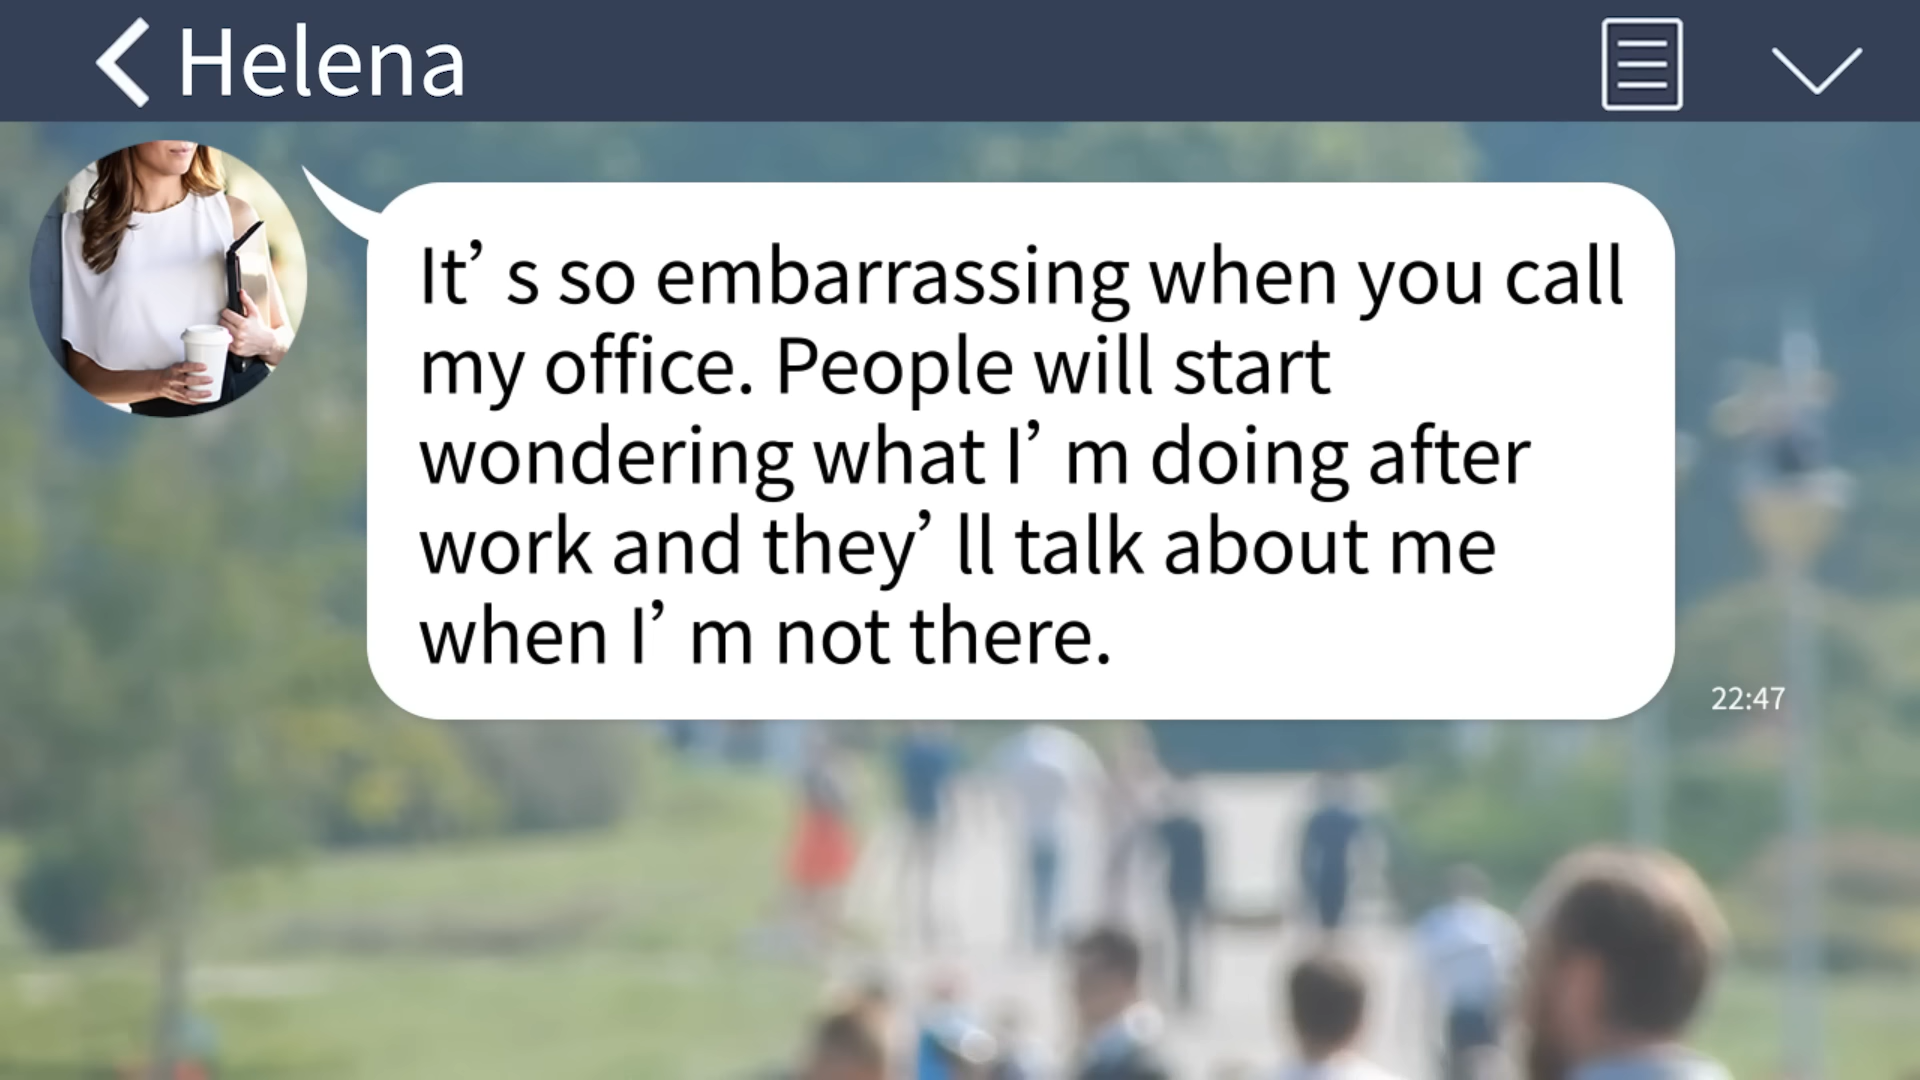 Helena
It’s so embarrassing when you call
my office. People will start
wondering what I’m doing after
work and they’ll talk about me
when I’m not there.
22:47